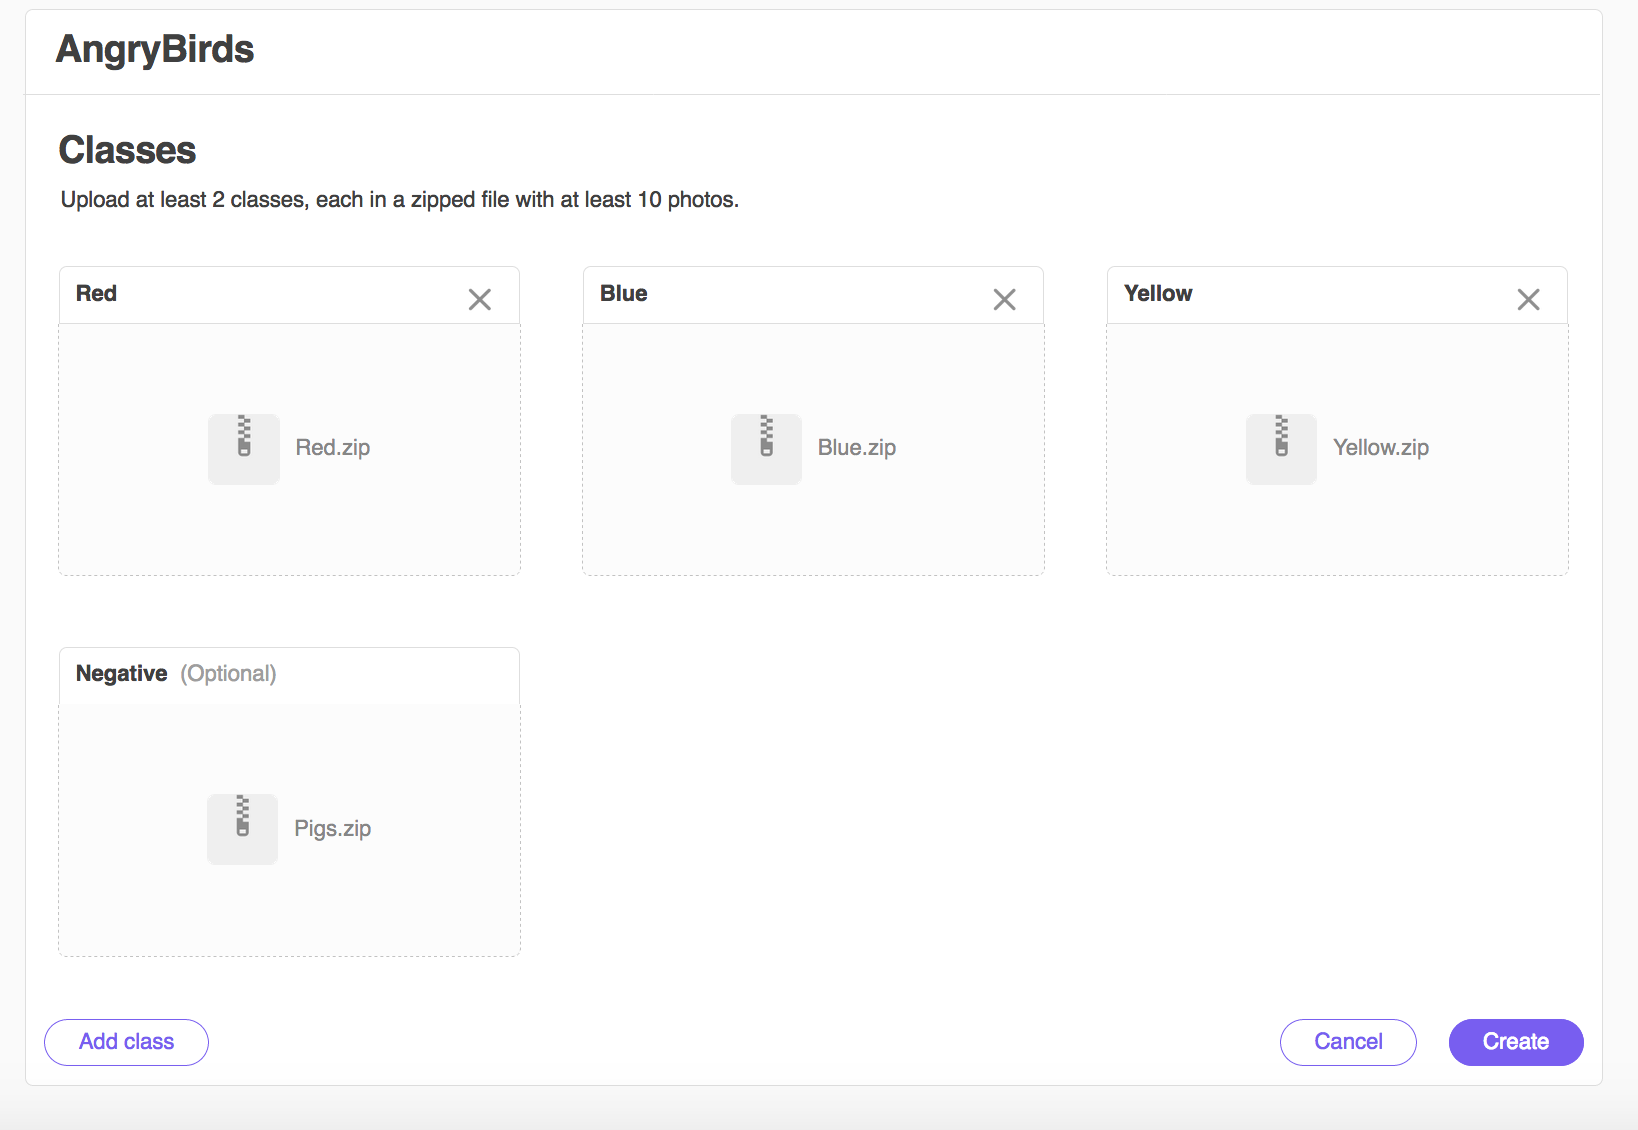 AngryBirds
Classes
Upload at least 2 classes, each in a zipped file with at least 10 photos.
Red
Blue
Yellow
Red.zip
Blue.zip
Yellow.zip
Negative (Optional)
Pigs.zip
Add class
Cancel
Create